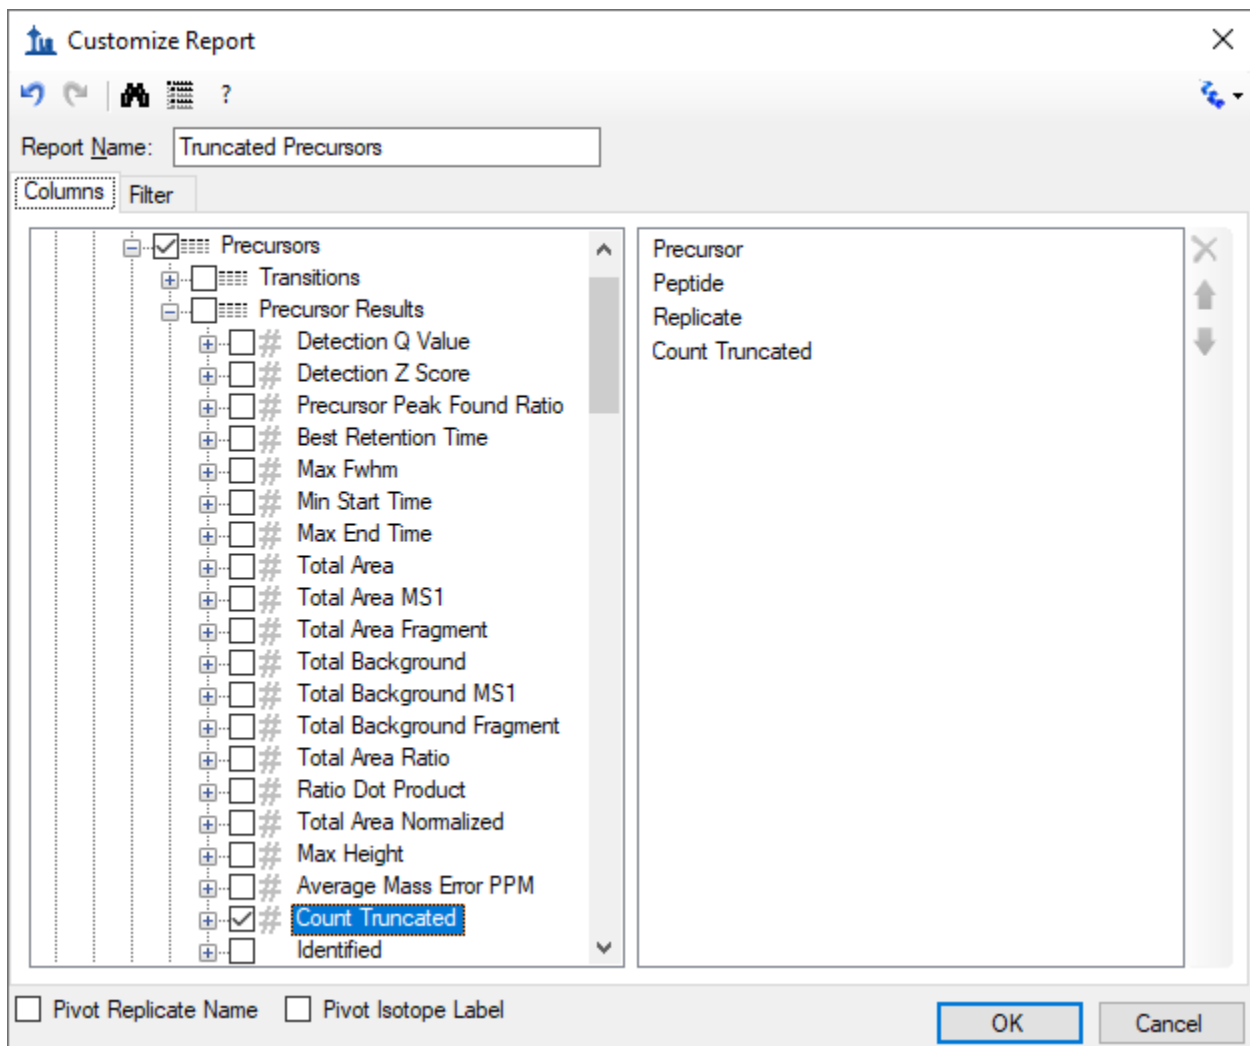 Customize Report
?
Report Name: Truncated Precursors
Columns Filter
Precursors
Transitions
Precursor Results
Detection Q Value
Detection Z Score
Precursor Peak Found Ratio
Best Retention Time
Max Fwhm
Min Start Time
Max End Time
Total Area
Total Area MS1
Total Area Fragment
Total Background
Total Background MS1
Total Background Fragment
Total Area Ratio
Ratio Dot Product
Total Area Normalized
Max Height
Average Mass Error PPM
Count Truncated
Identified
Precursor
Peptide
Replicate
Count Truncated
Pivot Replicate Name Pivot Isotope Label
OK Cancel